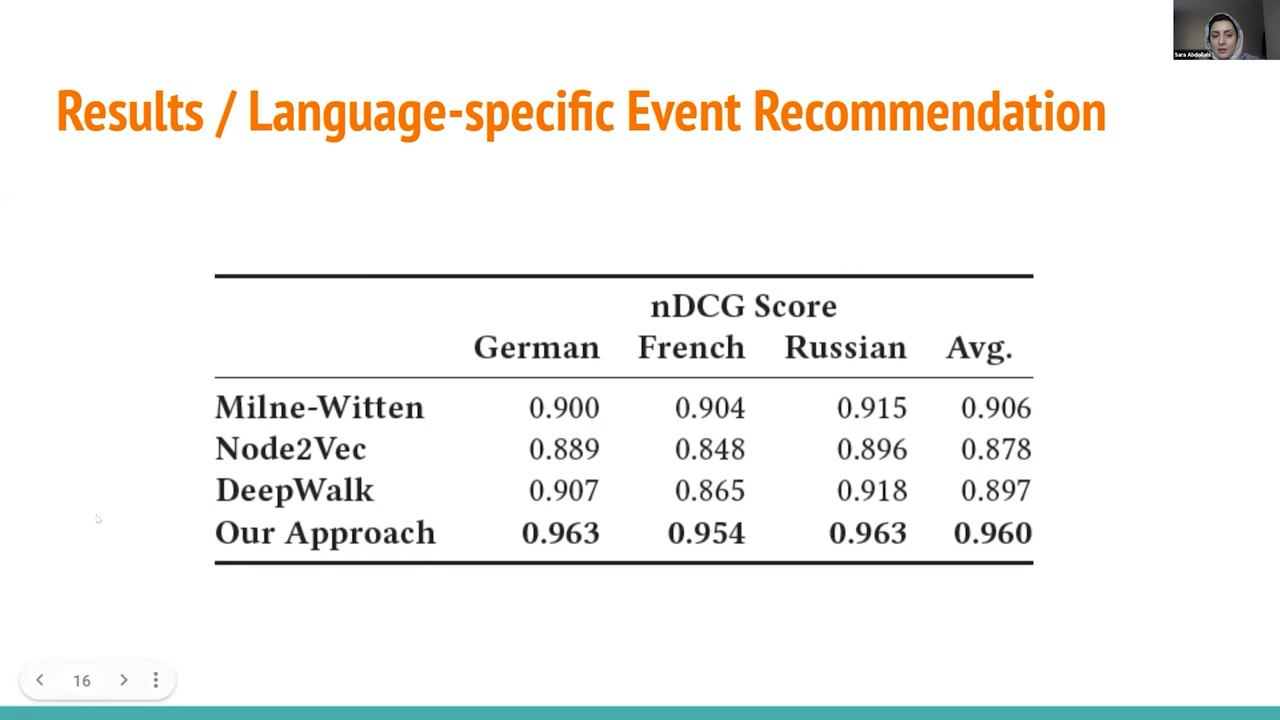 Sara Abdollahi
Results / Language-specific Event Recommendation
nDCG Score
German French Russian Avg.
Milne-Witten 0.900 0.904 0.915 0.906
Node2Vec 0.889 0.848 0.896 0.878
DeepWalk 0.907 0.865 0.918 0.897
Our Approach 0.963 0.954 0.963 0.960
16